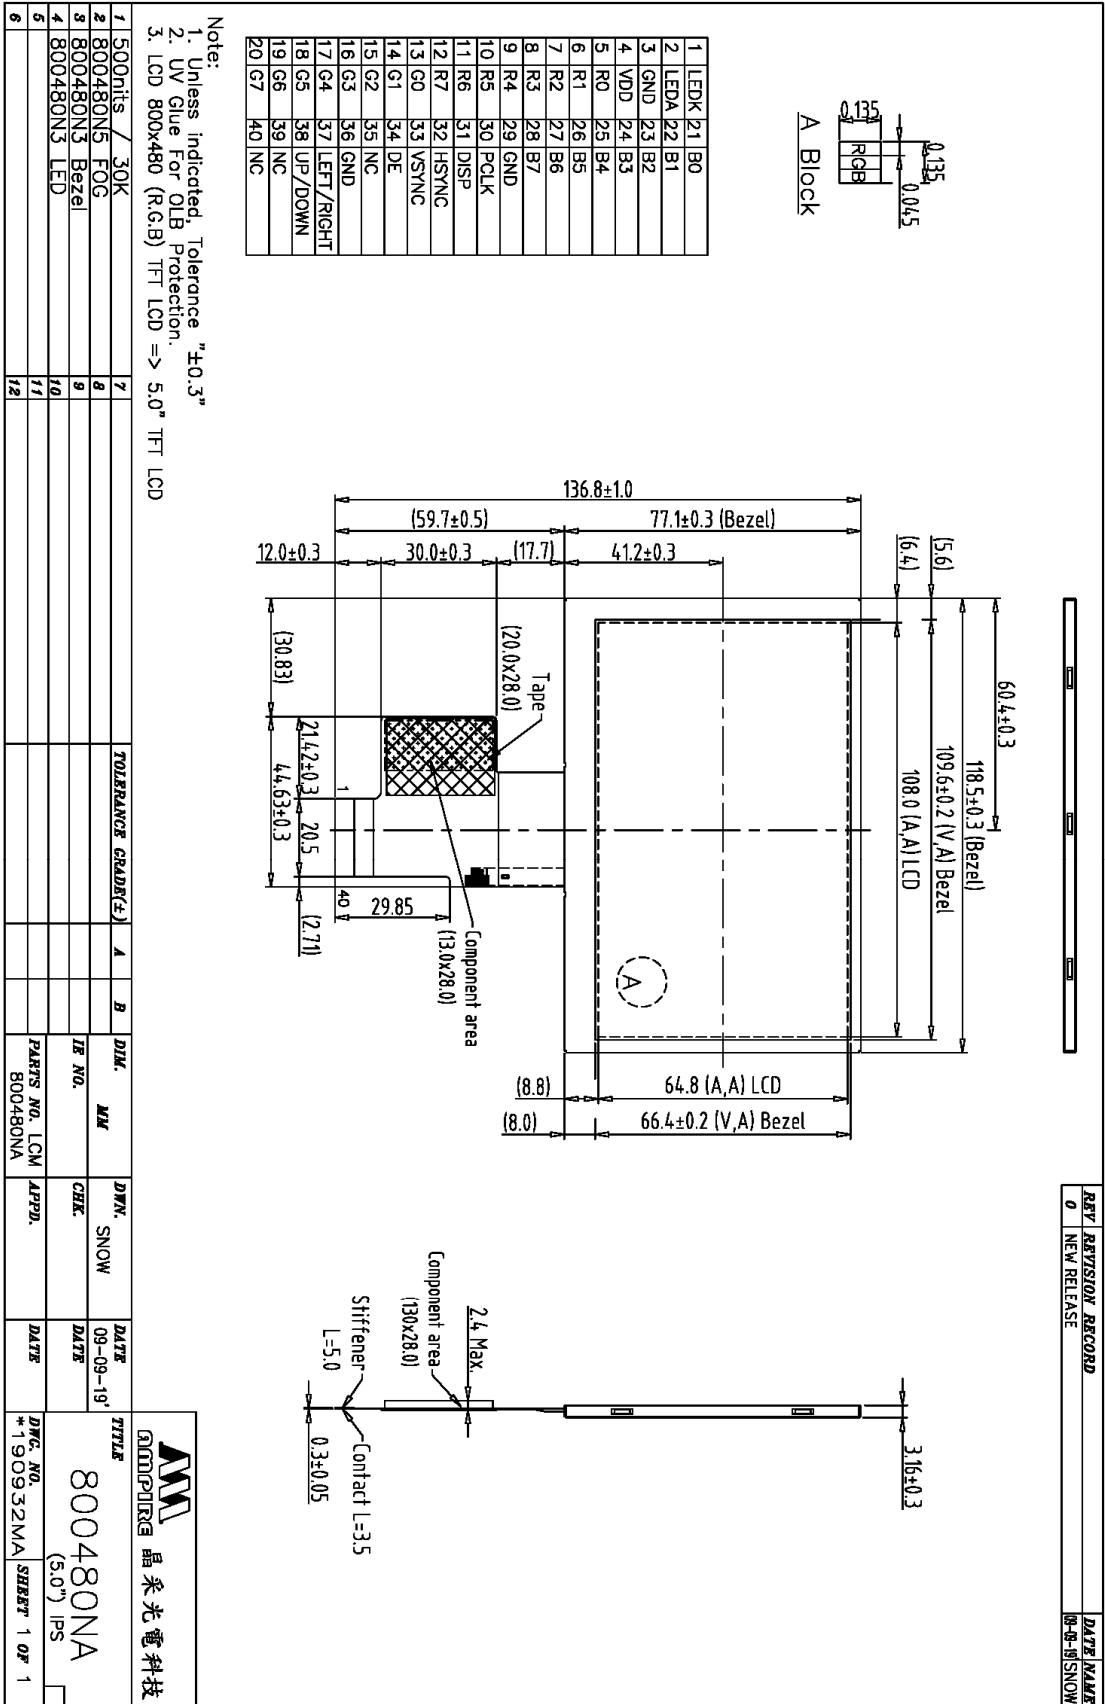 REV REVISION RECORD DATE NAME
0 NEW RELEASE 09-09-19' SNOW
0.135
0.135
0.045
RGB
A Block
60.4±0.3
118.5±0.3 (Bezel)
109.6±0.2 (V,A) Bezel
108.0 (A,A) LCD
(5.6)
(6.4)
3.16±0.3
136.8±1.0
77.1±0.3 (Bezel)
(59.7±0.5)
41.2±0.3
(17.7)
30.0±0.3
12.0±0.3
A
64.8 (A,A) LCD
66.4±0.2 (V,A) Bezel
(8.8)
(8.0)
Tape
(20.0x28.0)
Component area
(13.0x28.0)
(30.83)
21.42±0.3
44.63±0.3
20.5
(2.71)
29.85
1
40
2.4 Max.
Component area
(130x28.0)
Stiffener
L=5.0
Contact L=3.5
0.3±0.05
1 LEDK 21 B0
2 LEDA 22 B1
3 GND 23 B2
4 VDD 24 B3
5 R0 25 B4
6 R1 26 B5
7 R2 27 B6
8 R3 28 B7
9 R4 29 GND
10 R5 30 PCLK
11 R6 31 DISP
12 R7 32 HSYNC
13 G0 33 VSYNC
14 G1 34 DE
15 G2 35 NC
16 G3 36 GND
17 G4 37 LEFT/RIGHT
18 G5 38 UP/DOWN
19 G6 39 NC
20 G7 40 NC
Note:
1. Unless indicated, Tolerance "±0.3"
2. UV Glue For OLB Protection.
3. LCD 800x480 (R.G.B) TFT LCD => 5.0" TFT LCD
1 500nits / 30K 7
2 800480N5 FOG 8
3 800480N3 Bezel 9
4 800480N3 LED 10
5 11
6 12
TOLERANCE GRADE(±) A B
DIM. MM
DWN. SNOW
DATE 09-09-19'
IE NO.
CHK.
DATE
PARTS NO. LCM
800480NA
APPD.
DATE
AMPIRE 晶采光電科技
TITLE
800480NA
(5.0") IPS
DWG. NO.
*190932MA
SHEET 1 OF 1